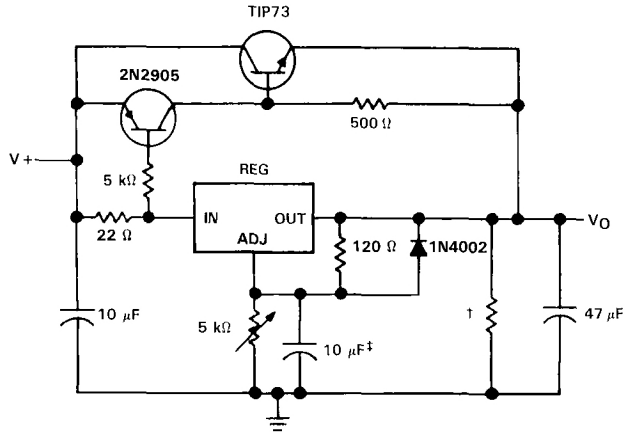 TIP73
2N2905
500 Ω
V+
5 kΩ
REG
IN
OUT
ADJ
22 Ω
120 Ω
1N4002
VO
10 μF
5 kΩ
10 μF‡
†
47 μF